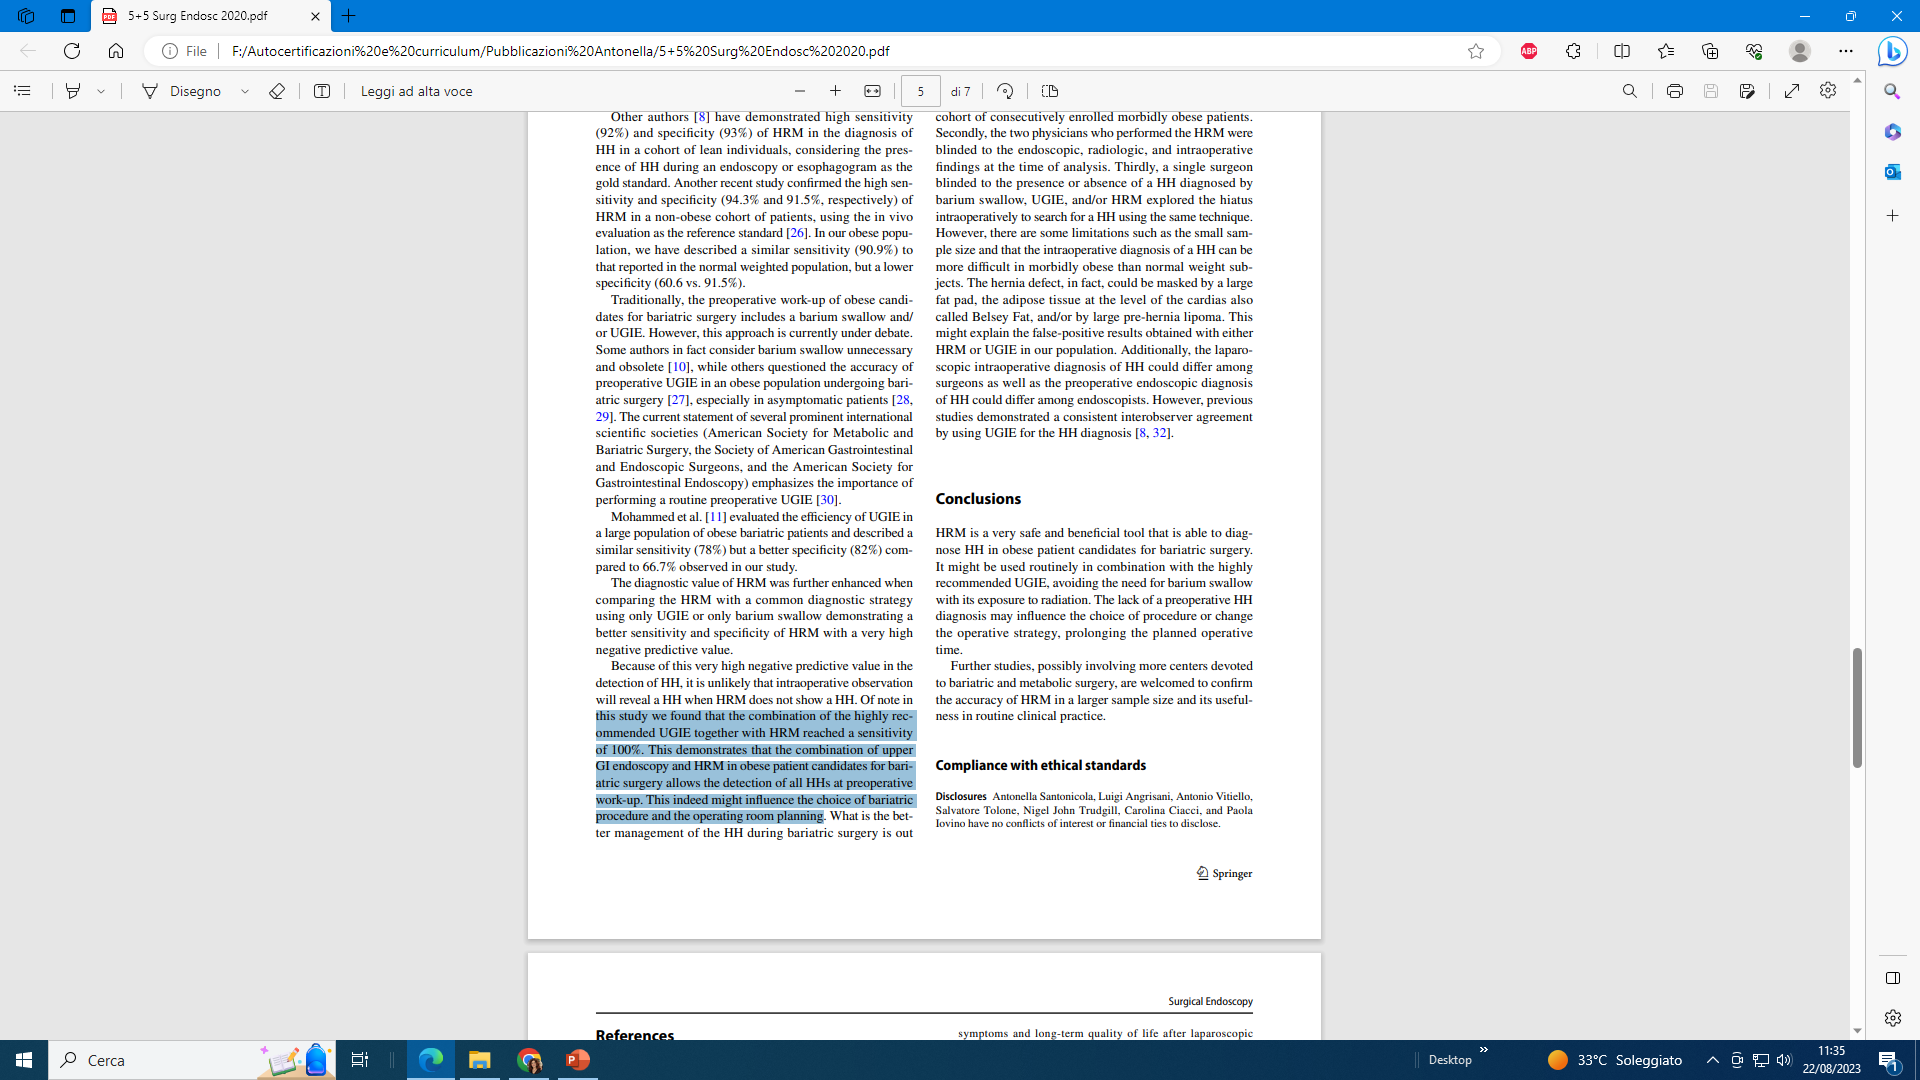 5+5 Surg Endosc 2020.pdf
File
F:/Autocertificazioni%20e%20curriculum/Pubblicazioni%20Antonella/5+5%20Surg%20Endosc%202020.pdf
ABP
Disegno
Leggi ad alta voce
5
di 7
Other authors [8] have demonstrated high sensitivity
(92%) and specificity (93%) of HRM in the diagnosis of
HH in a cohort of lean individuals, considering the pres-
ence of HH during an endoscopy or esophagogram as the
gold standard. Another recent study confirmed the high sen-
sitivity and specificity (94.3% and 91.5%, respectively) of
HRM in a non-obese cohort of patients, using the in vivo
evaluation as the reference standard [26]. In our obese popu-
lation, we have described a similar sensitivity (90.9%) to
that reported in the normal weighted population, but a lower
specificity (60.6 vs. 91.5%).
Traditionally, the preoperative work-up of obese candi-
dates for bariatric surgery includes a barium swallow and/
or UGIE. However, this approach is currently under debate.
Some authors in fact consider barium swallow unnecessary
and obsolete [10], while others questioned the accuracy of
preoperative UGIE in an obese population undergoing bari-
atric surgery [27], especially in asymptomatic patients [28,
29]. The current statement of several prominent international
scientific societies (American Society for Metabolic and
Bariatric Surgery, the Society of American Gastrointestinal
and Endoscopic Surgeons, and the American Society for
Gastrointestinal Endoscopy) emphasizes the importance of
performing a routine preoperative UGIE [30].
Mohammed et al. [11] evaluated the efficiency of UGIE in
a large population of obese bariatric patients and described a
similar sensitivity (78%) but a better specificity (82%) com-
pared to 66.7% observed in our study.
The diagnostic value of HRM was further enhanced when
comparing the HRM with a common diagnostic strategy
using only UGIE or only barium swallow demonstrating a
better sensitivity and specificity of HRM with a very high
negative predictive value.
Because of this very high negative predictive value in the
detection of HH, it is unlikely that intraoperative observation
will reveal a HH when HRM does not show a HH. Of note in
this study we found that the combination of the highly rec-
ommended UGIE together with HRM reached a sensitivity
of 100%. This demonstrates that the combination of upper
GI endoscopy and HRM in obese patient candidates for bari-
atric surgery allows the detection of all HHs at preoperative
work-up. This indeed might influence the choice of bariatric
procedure and the operating room planning. What is the bet-
ter management of the HH during bariatric surgery is out
cohort of consecutively enrolled morbidly obese patients.
Secondly, the two physicians who performed the HRM were
blinded to the endoscopic, radiologic, and intraoperative
findings at the time of analysis. Thirdly, a single surgeon
blinded to the presence or absence of a HH diagnosed by
barium swallow, UGIE, and/or HRM explored the hiatus
intraoperatively to search for a HH using the same technique.
However, there are some limitations such as the small sam-
ple size and that the intraoperative diagnosis of a HH can be
more difficult in morbidly obese than normal weight sub-
jects. The hernia defect, in fact, could be masked by a large
fat pad, the adipose tissue at the level of the cardias also
called Belsey Fat, and/or by large pre-hernia lipoma. This
might explain the false-positive results obtained with either
HRM or UGIE in our population. Additionally, the laparo-
scopic intraoperative diagnosis of HH could differ among
surgeons as well as the preoperative endoscopic diagnosis
of HH could differ among endoscopists. However, previous
studies demonstrated a consistent interobserver agreement
by using UGIE for the HH diagnosis [8, 32].
Conclusions
HRM is a very safe and beneficial tool that is able to diag-
nose HH in obese patient candidates for bariatric surgery.
It might be used routinely in combination with the highly
recommended UGIE, avoiding the need for barium swallow
with its exposure to radiation. The lack of a preoperative HH
diagnosis may influence the choice of procedure or change
the operative strategy, prolonging the planned operative
time.
Further studies, possibly involving more centers devoted
to bariatric and metabolic surgery, are welcomed to confirm
the accuracy of HRM in a larger sample size and its useful-
ness in routine clinical practice.
Compliance with ethical standards
Disclosures Antonella Santonicola, Luigi Angrisani, Antonio Vitiello,
Salvatore Tolone, Nigel John Trudgill, Carolina Ciacci, and Paola
Iovino have no conflicts of interest or financial ties to disclose.
Springer
Surgical Endoscopy
References
symptoms and long-term quality of life after laparoscopic
Cerca
Desktop
33°C Soleggiato
11:35
22/08/2023
1